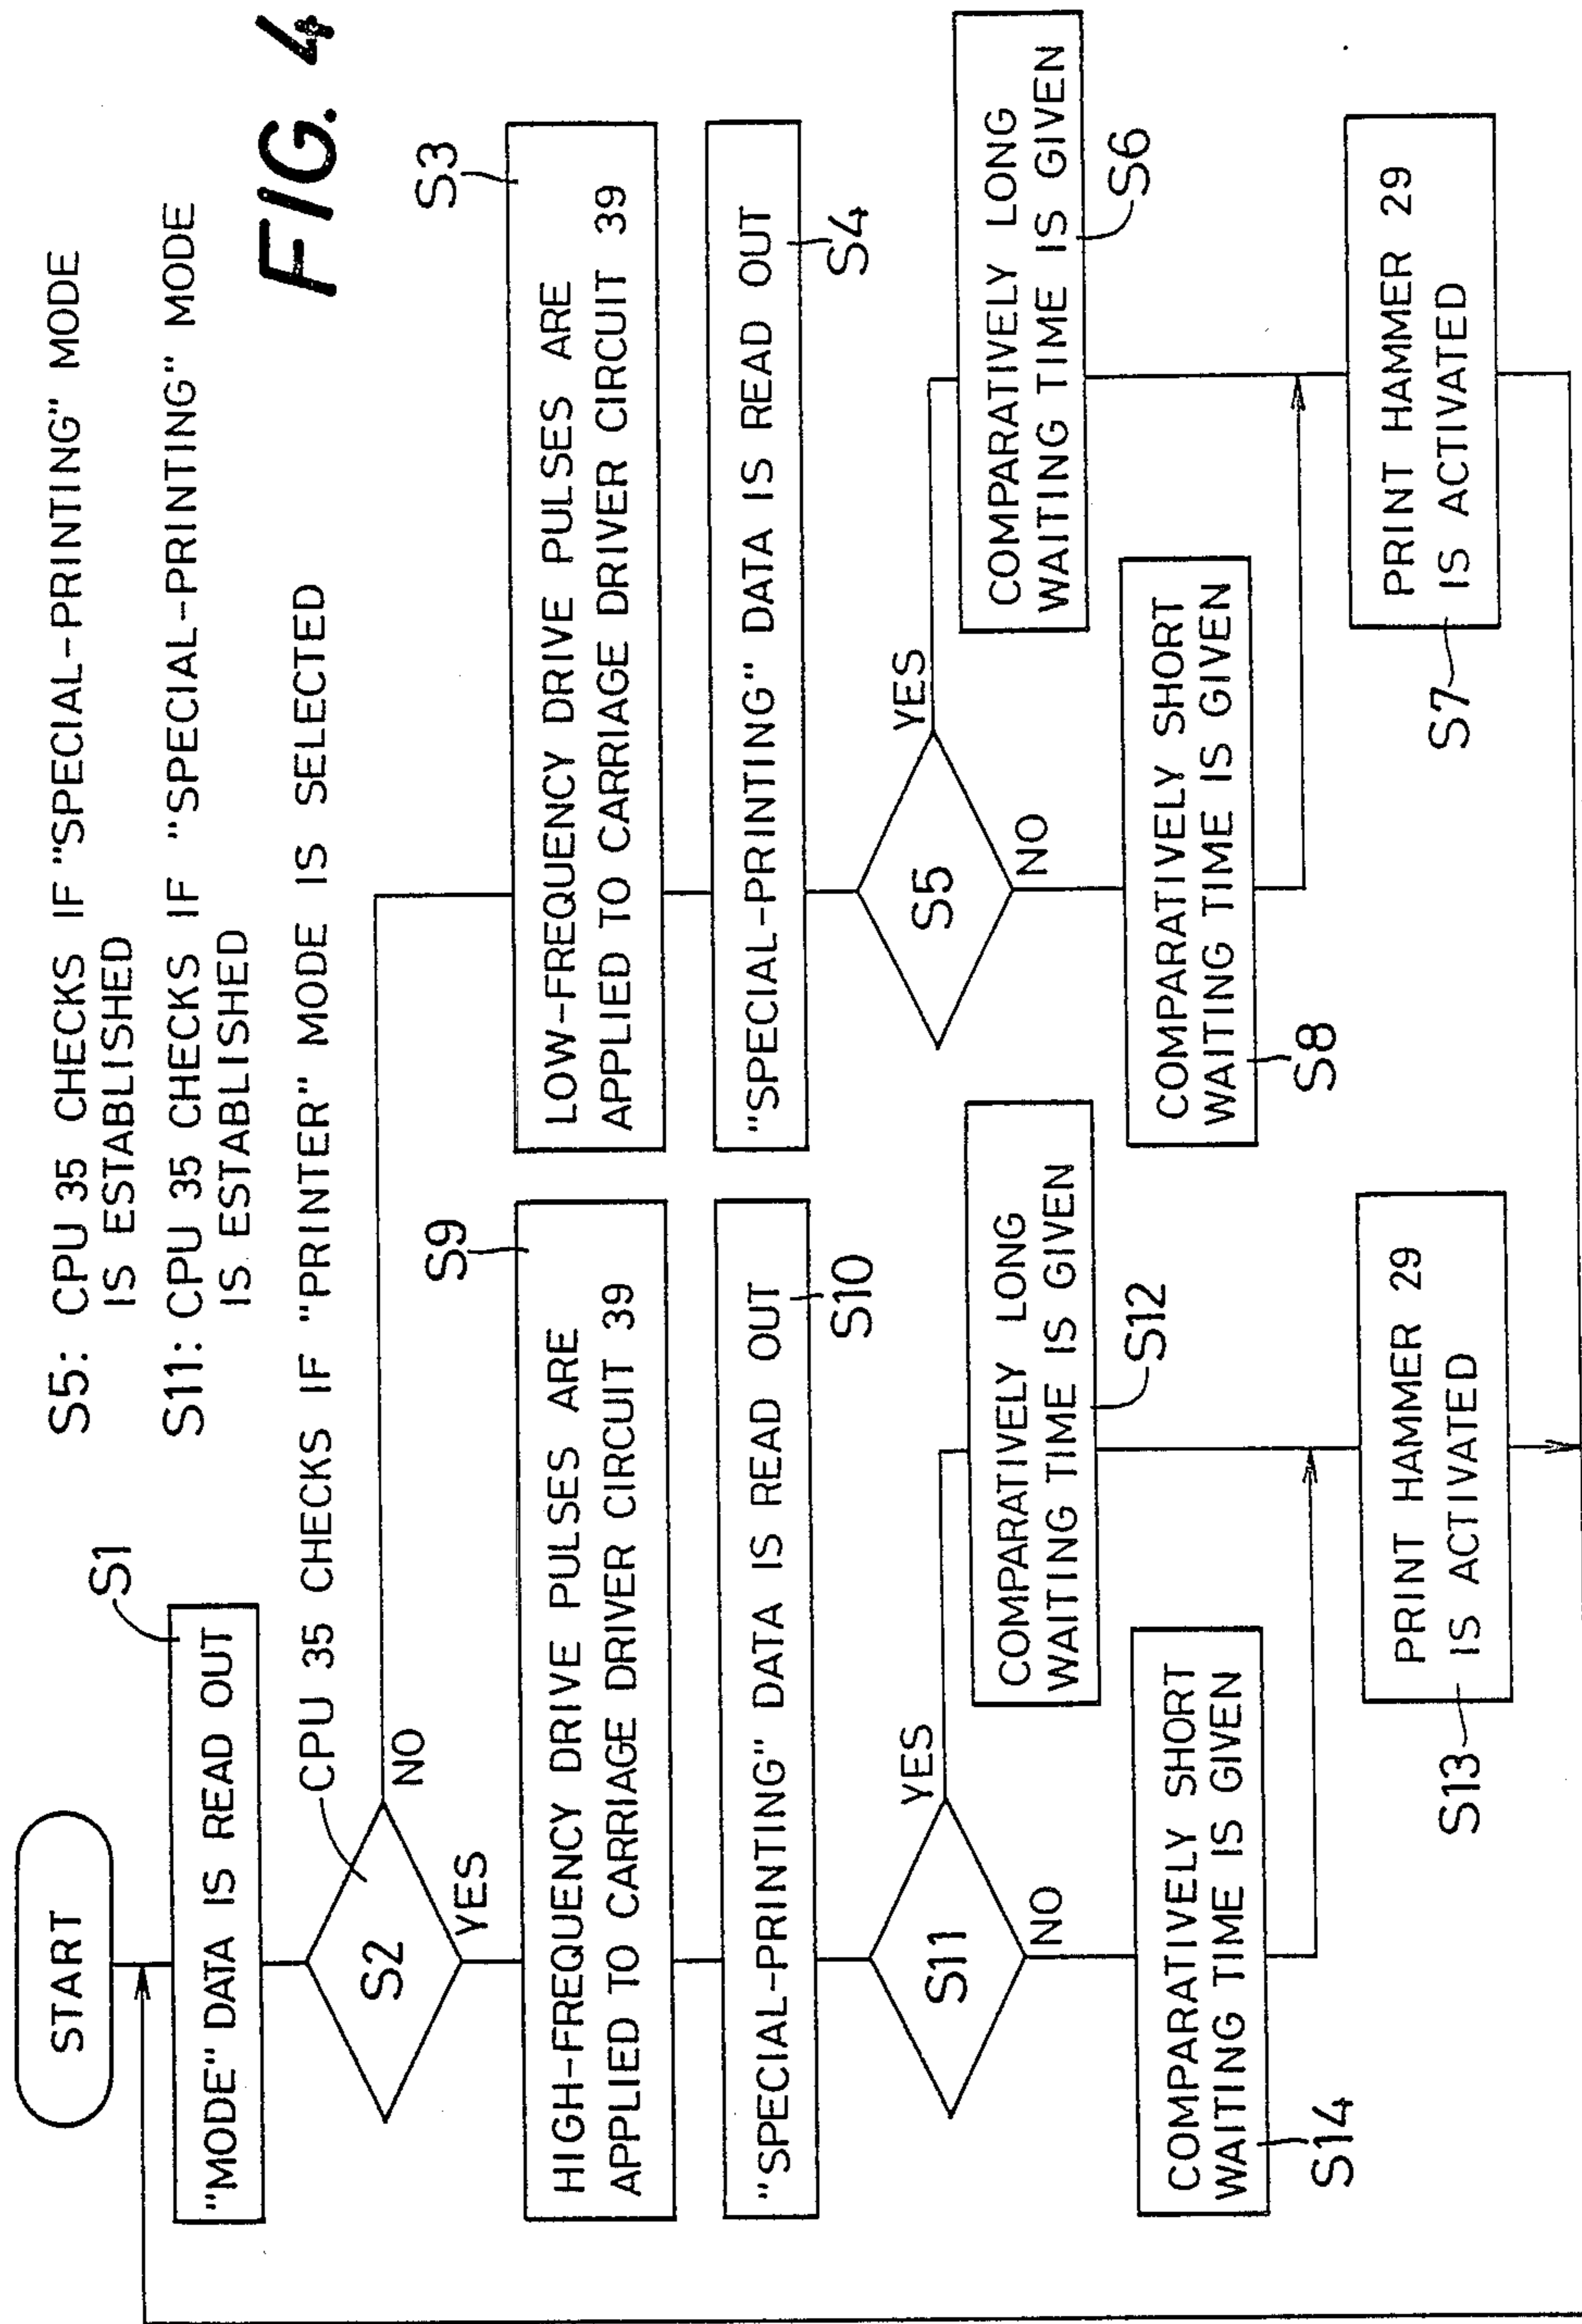 FIG. 4
S5: CPU 35 CHECKS IF "SPECIAL-PRINTING" MODE
IS ESTABLISHED
S11: CPU 35 CHECKS IF "SPECIAL-PRINTING" MODE
IS ESTABLISHED
START
S1
"MODE" DATA IS READ OUT
CPU 35 CHECKS IF "PRINTER" MODE IS SELECTED
S2
NO
YES
S9
HIGH-FREQUENCY DRIVE PULSES ARE
APPLIED TO CARRIAGE DRIVER CIRCUIT 39
"SPECIAL-PRINTING" DATA IS READ OUT
S10
S11
YES
NO
COMPARATIVELY LONG
WAITING TIME IS GIVEN
S12
COMPARATIVELY SHORT
WAITING TIME IS GIVEN
S14
PRINT HAMMER 29
IS ACTIVATED
S13
S3
LOW-FREQUENCY DRIVE PULSES ARE
APPLIED TO CARRIAGE DRIVER CIRCUIT 39
"SPECIAL-PRINTING" DATA IS READ OUT
S4
S5
YES
NO
COMPARATIVELY LONG
WAITING TIME IS GIVEN
S6
COMPARATIVELY SHORT
WAITING TIME IS GIVEN
S8
PRINT HAMMER 29
IS ACTIVATED
S7